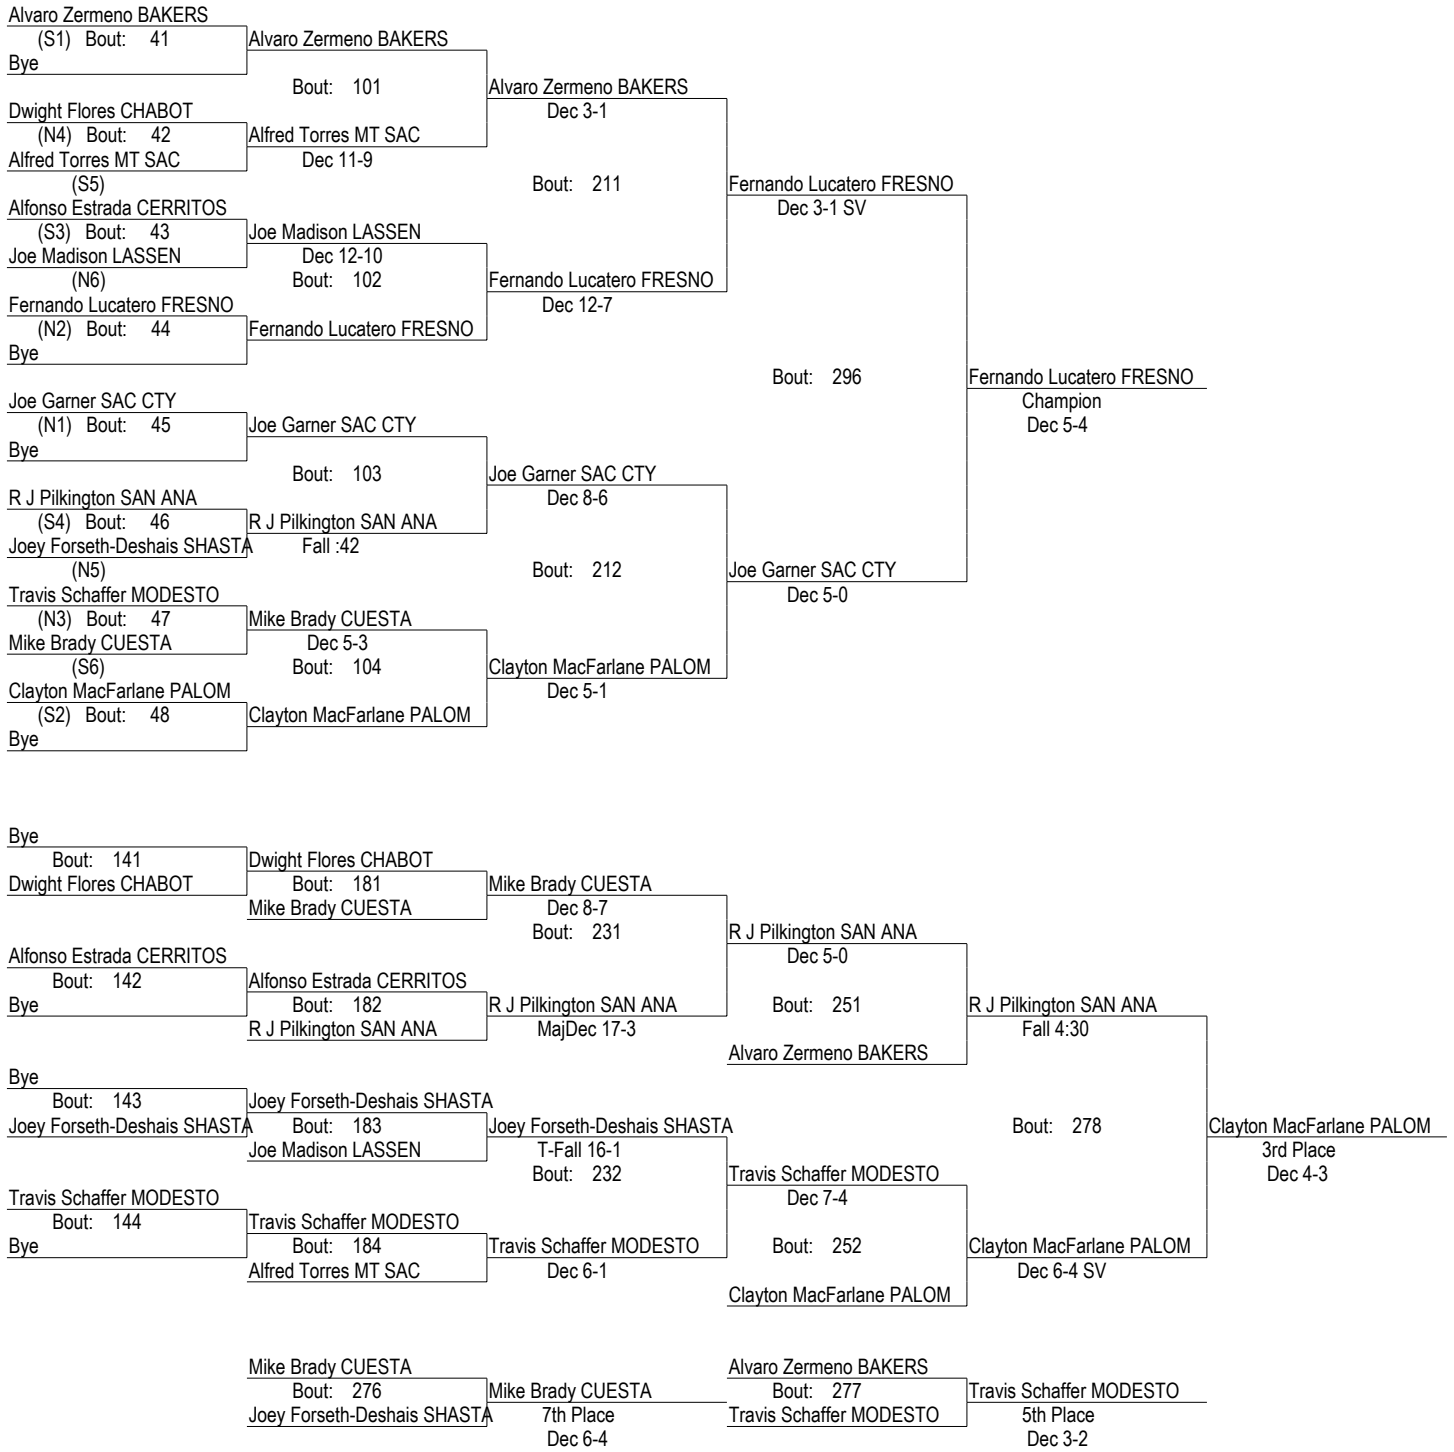 Alvaro Zermeno BAKERS
(S1) Bout: 41 Alvaro Zermeno BAKERS
Bye
Bout: 101 Alvaro Zermeno BAKERS
Dwight Flores CHABOT Dec 3-1
(N4) Bout: 42 Alfred Torres MT SAC
Alfred Torres MT SAC Dec 11-9
(S5) Bout: 211 Fernando Lucatero FRESNO
Alfonso Estrada CERRITOS Dec 3-1 SV
(S3) Bout: 43 Joe Madison LASSEN
Joe Madison LASSEN Dec 12-10
(N6) Bout: 102 Fernando Lucatero FRESNO
Fernando Lucatero FRESNO Dec 12-7
(N2) Bout: 44 Fernando Lucatero FRESNO
Bye
Bout: 296 Fernando Lucatero FRESNO
Joe Garner SAC CTY Champion
(N1) Bout: 45 Joe Garner SAC CTY Dec 5-4
Bye
Bout: 103 Joe Garner SAC CTY
R J Pilkington SAN ANA Dec 8-6
(S4) Bout: 46 R J Pilkington SAN ANA
Joey Forseth-Deshais SHASTA Fall :42
(N5) Bout: 212 Joe Garner SAC CTY
Travis Schaffer MODESTO Dec 5-0
(N3) Bout: 47 Mike Brady CUESTA
Mike Brady CUESTA Dec 5-3
(S6) Bout: 104 Clayton MacFarlane PALOM
Clayton MacFarlane PALOM Dec 5-1
(S2) Bout: 48 Clayton MacFarlane PALOM
Bye
Bye
Bout: 141 Dwight Flores CHABOT
Dwight Flores CHABOT Bout: 181 Mike Brady CUESTA
Mike Brady CUESTA Dec 8-7
Bout: 231 R J Pilkington SAN ANA
Alfonso Estrada CERRITOS Dec 5-0
Bout: 142 Alfonso Estrada CERRITOS
Bye Bout: 182 R J Pilkington SAN ANA Bout: 251 R J Pilkington SAN ANA
R J Pilkington SAN ANA MajDec 17-3 Fall 4:30
Alvaro Zermeno BAKERS
Bye
Bout: 143 Joey Forseth-Deshais SHASTA
Joey Forseth-Deshais SHASTA Bout: 183 Joey Forseth-Deshais SHASTA Bout: 278 Clayton MacFarlane PALOM
Joe Madison LASSEN T-Fall 16-1 3rd Place
Bout: 232 Travis Schaffer MODESTO Dec 4-3
Travis Schaffer MODESTO Dec 7-4
Bout: 144 Travis Schaffer MODESTO
Bye Bout: 184 Travis Schaffer MODESTO Bout: 252 Clayton MacFarlane PALOM
Alfred Torres MT SAC Dec 6-1 Dec 6-4 SV
Clayton MacFarlane PALOM
Mike Brady CUESTA Alvaro Zermeno BAKERS
Bout: 276 Mike Brady CUESTA Bout: 277 Travis Schaffer MODESTO
Joey Forseth-Deshais SHASTA 7th Place Travis Schaffer MODESTO 5th Place
Dec 6-4 Dec 3-2